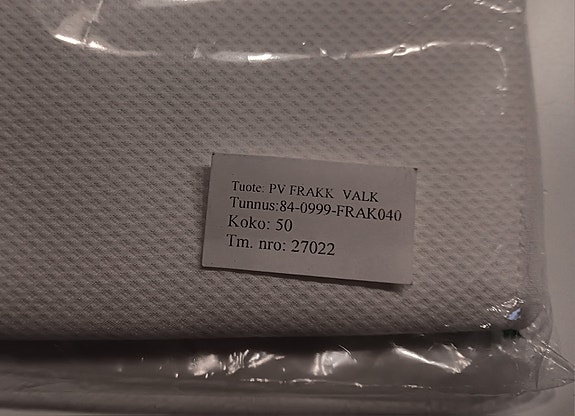 Tuote: PV FRAKK VALK
Tunnus:84-0999-FRAK040
Koko: 50
Tm. nro: 27022